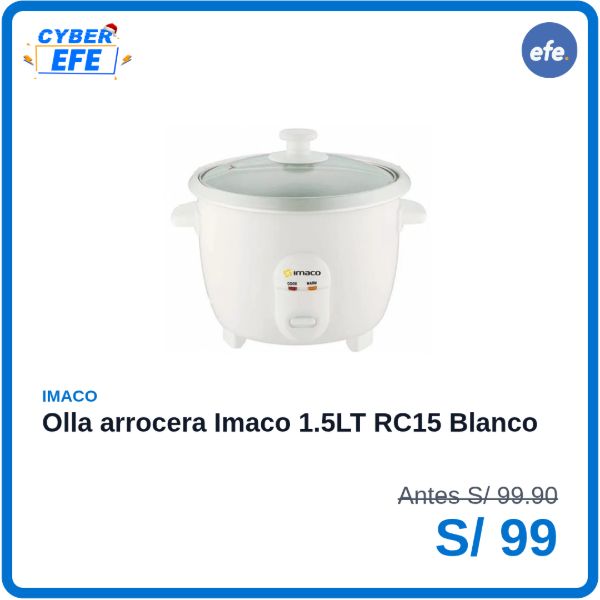 CYBER
EFE
efe.
imaco
COOK WARM
IMACO
Olla arrocera Imaco 1.5LT RC15 Blanco
Antes S/ 99.90
S/ 99